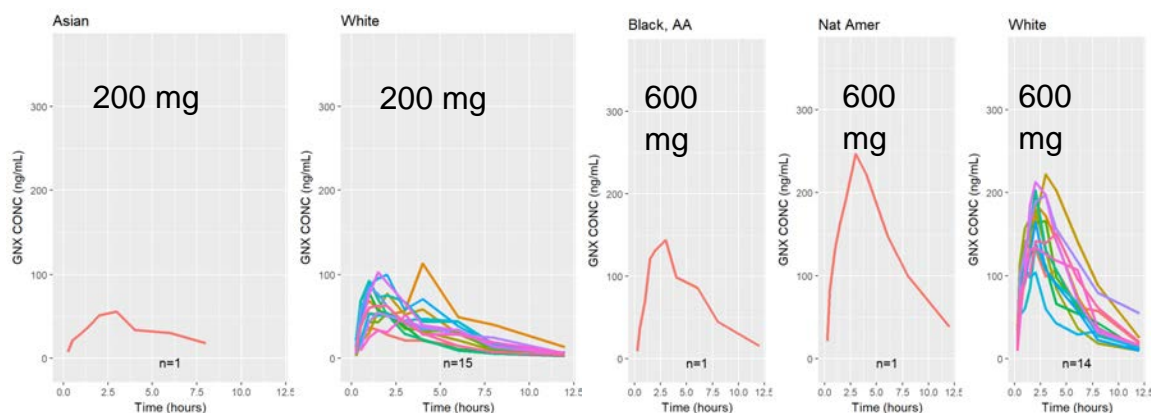 Asian
200 mg
GNX CONC (ng/mL)
300
200
100
0
n=1
0.0 2.5 5.0 7.5 10.0 12.5
Time (hours)
White
200 mg
GNX CONC (ng/mL)
300
200
100
0
n=15
0.0 2.5 5.0 7.5 10.0 12.5
Time (hours)
Black, AA
600
mg
GNX CONC (ng/mL)
300
200
100
0
n=1
0.0 2.5 5.0 7.5 10.0 12.5
Time (hours)
Nat Amer
600
mg
GNX CONC (ng/mL)
300
200
100
0
n=1
0.0 2.5 5.0 7.5 10.0 12.5
Time (hours)
White
600
mg
GNX CONC (ng/mL)
300
200
100
0
n=14
0.0 2.5 5.0 7.5 10.0 12.5
Time (hours)